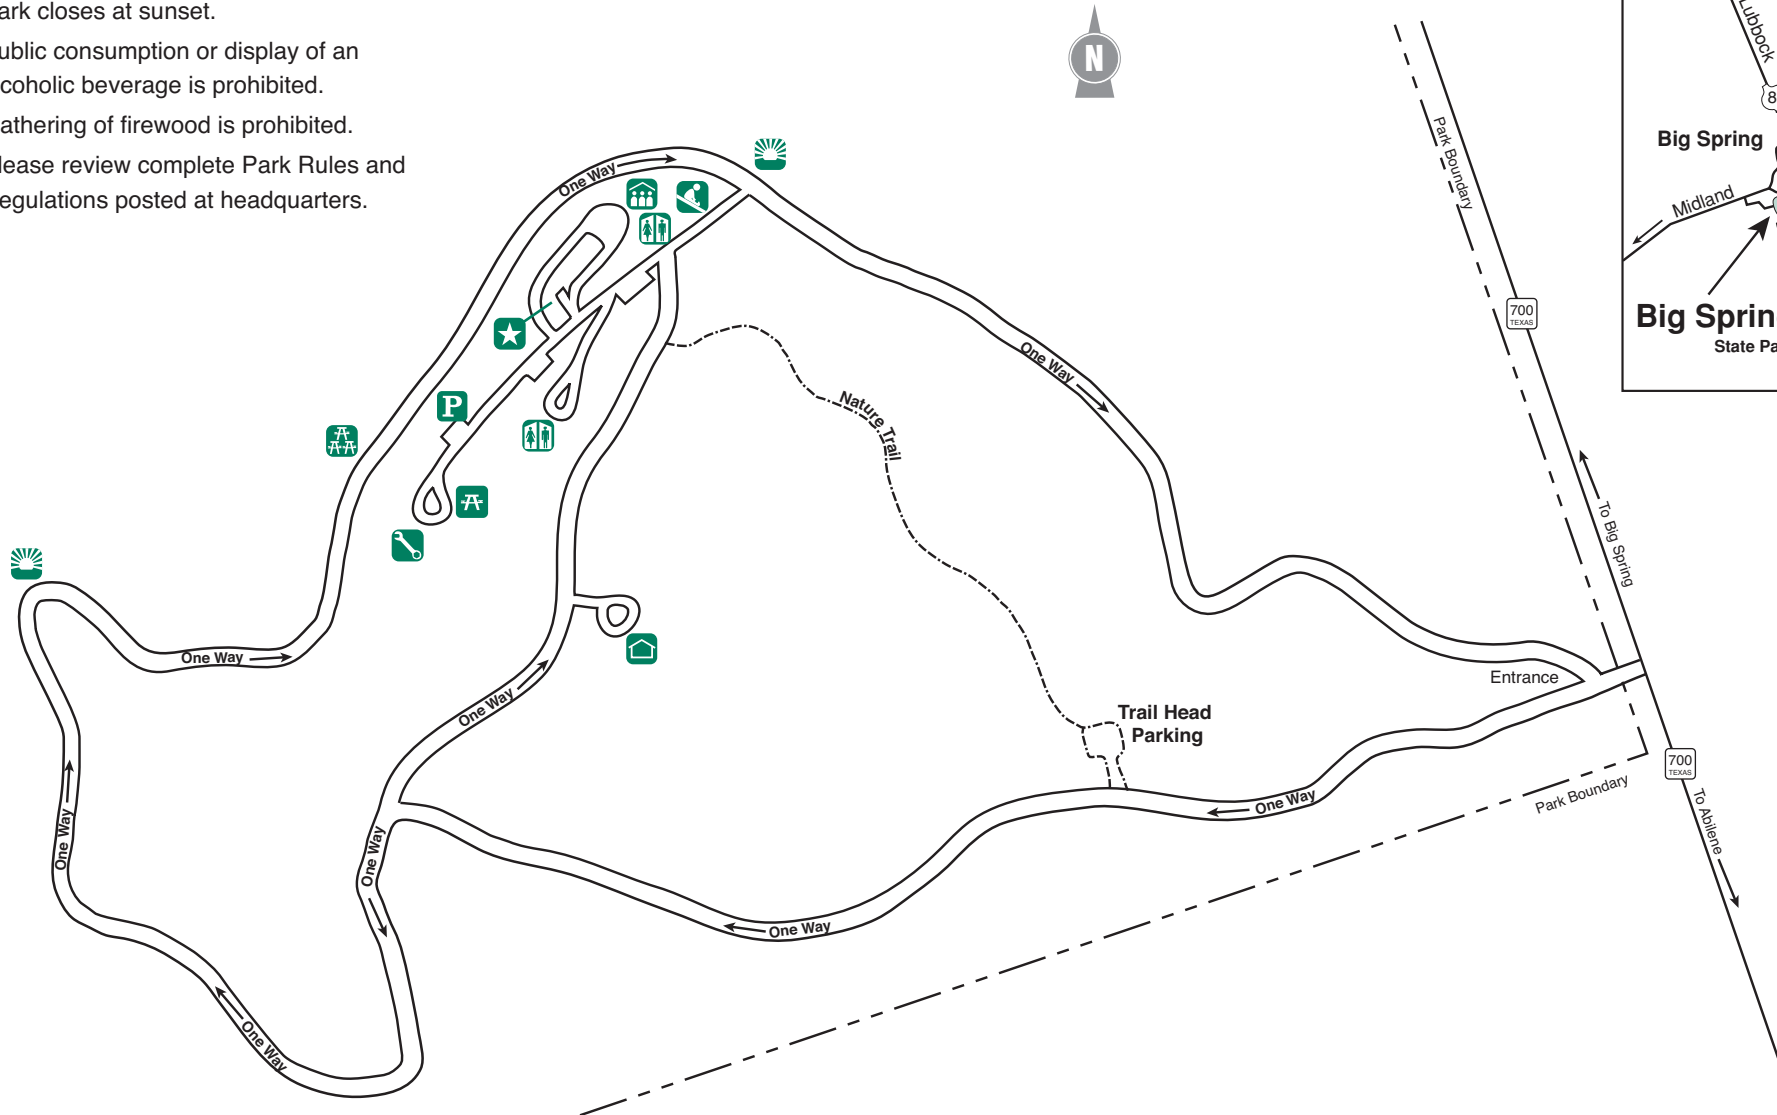 ark closes at sunset.
ublic consumption or display of an
coholic beverage is prohibited.
athering of firewood is prohibited.
lease review complete Park Rules and
egulations posted at headquarters.
N
Lubbock
8
Big Spring
Midland
Big Sprin
State Pa
Park Boundary
700
TEXAS
To Big Spring
One Way
One Way
Nature Trail
P
One Way
One Way
Entrance
Trail Head
Parking
700
TEXAS
To Abilene
Park Boundary
One Way
One Way
One Way
One Way
One Way